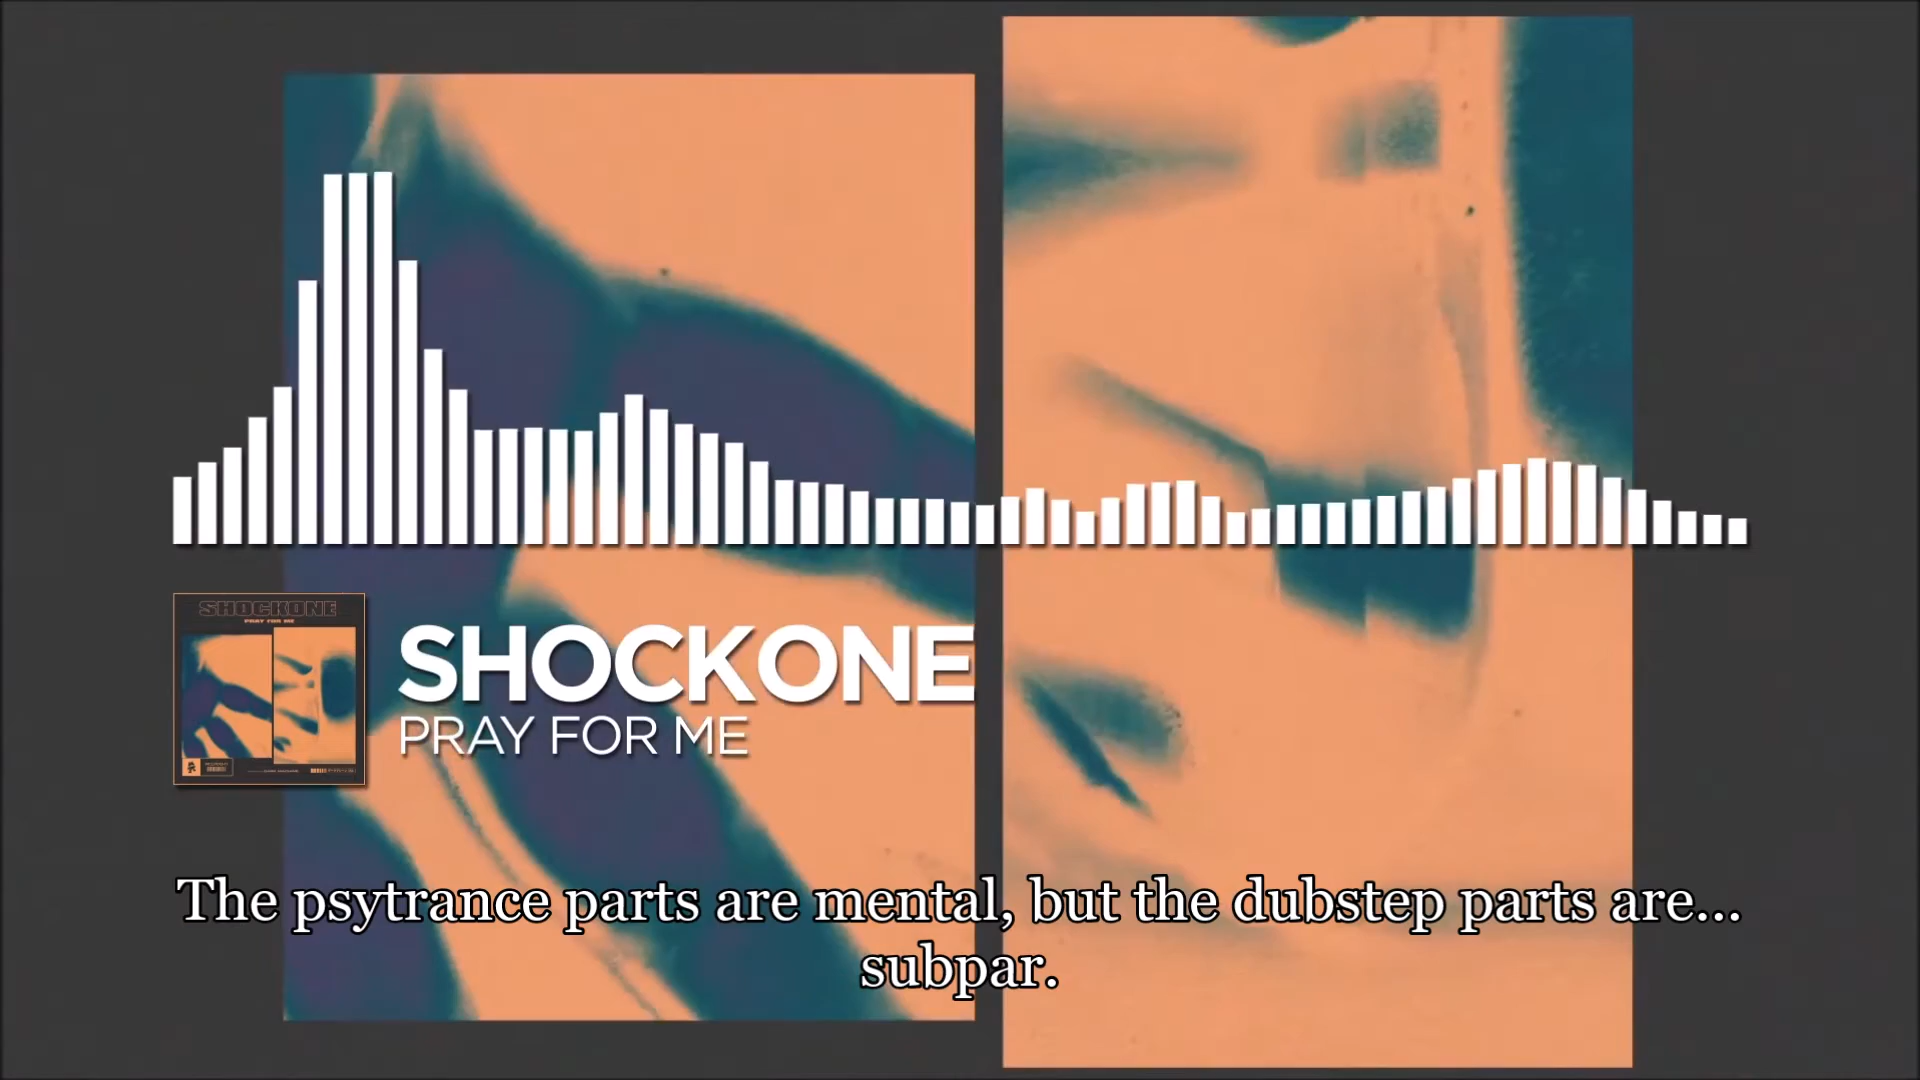 SHOCKONE
PRAY FOR ME
SHOCKONE
PRAY FOR ME
The psytrance parts are mental, but the dubstep parts are...
subpar.